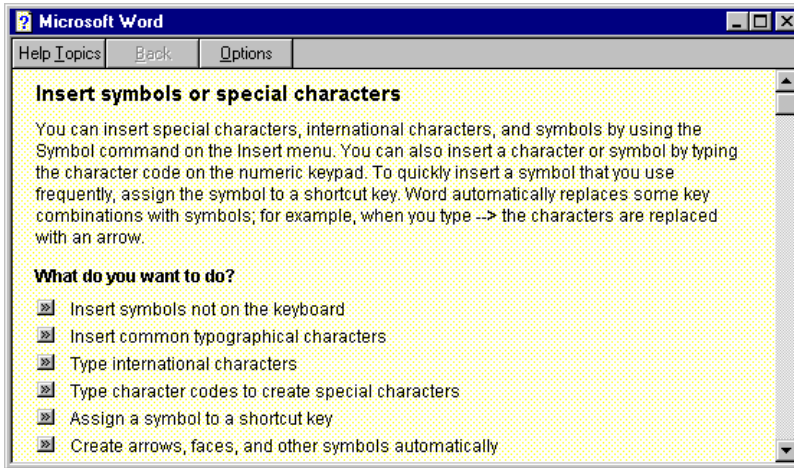 Microsoft Word
Help Topics Back Options
Insert symbols or special characters
You can insert special characters, international characters, and symbols by using the
Symbol command on the Insert menu. You can also insert a character or symbol by typing
the character code on the numeric keypad. To quickly insert a symbol that you use
frequently, assign the symbol to a shortcut key. Word automatically replaces some key
combinations with symbols; for example, when you type --> the characters are replaced
with an arrow.
What do you want to do?
Insert symbols not on the keyboard
Insert common typographical characters
Type international characters
Type character codes to create special characters
Assign a symbol to a shortcut key
Create arrows, faces, and other symbols automatically